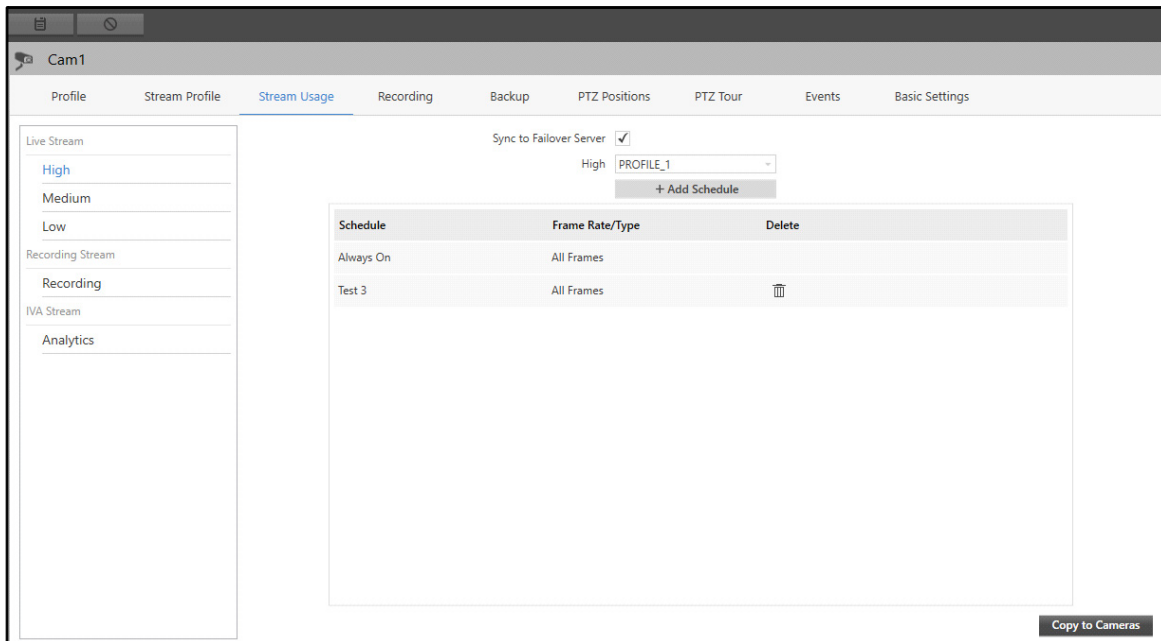 Cam1
Profile Stream Profile Stream Usage Recording Backup PTZ Positions PTZ Tour Events Basic Settings
Live Stream
High
Medium
Low
Recording Stream
Recording
IVA Stream
Analytics
Sync to Failover Server
High PROFILE_1
+ Add Schedule
Schedule Frame Rate/Type Delete
Always On All Frames
Test 3 All Frames
Copy to Cameras